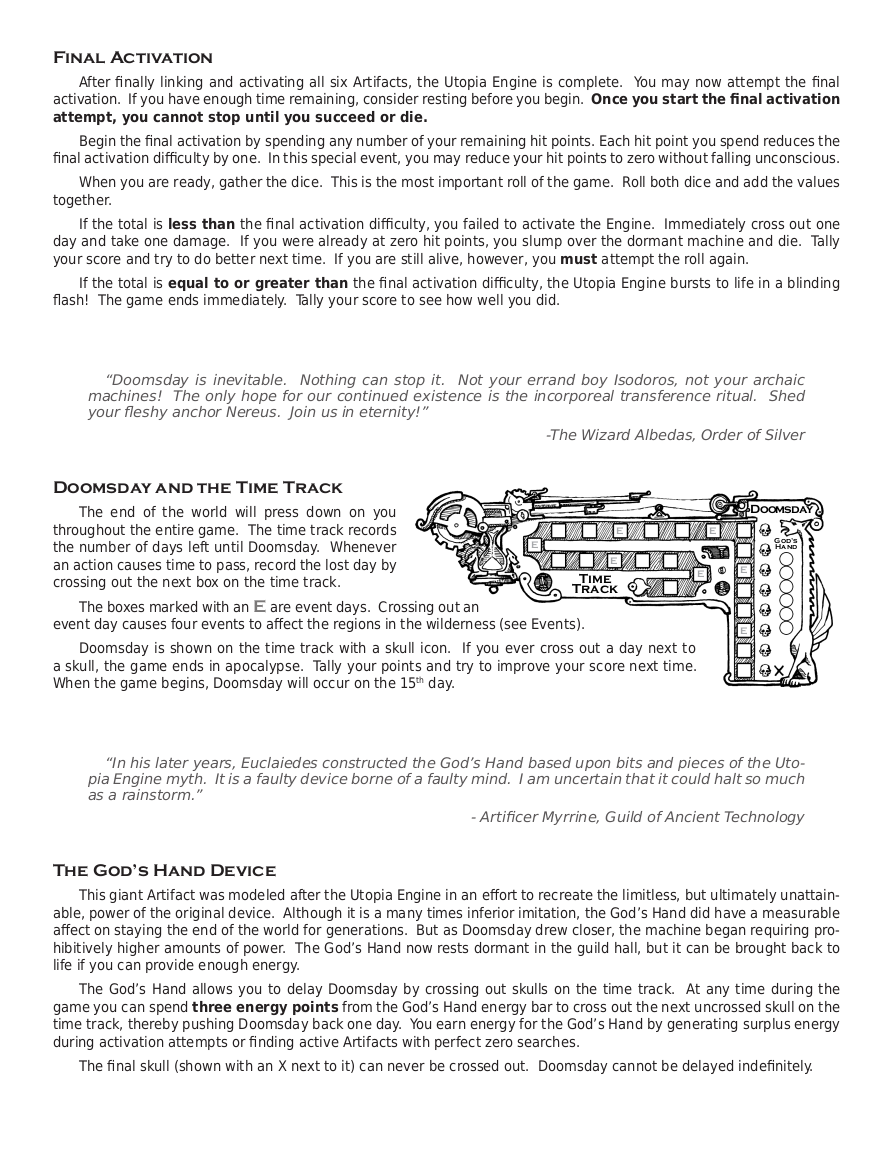 Final Activation
After finally linking and activating all six Artifacts, the Utopia Engine is complete.  You may now attempt the final
activation.  If you have enough time remaining, consider resting before you begin.  Once you start the final activation
attempt, you cannot stop until you succeed or die.
Begin the final activation by spending any number of your remaining hit points. Each hit point you spend reduces the
final activation difficulty by one.  In this special event, you may reduce your hit points to zero without falling unconscious.
When you are ready, gather the dice.  This is the most important roll of the game.  Roll both dice and add the values
together.
If the total is less than the final activation difficulty, you failed to activate the Engine.  Immediately cross out one
day and take one damage.  If you were already at zero hit points, you slump over the dormant machine and die.  Tally
your score and try to do better next time.  If you are still alive, however, you must attempt the roll again.
If the total is equal to or greater than the final activation difficulty, the Utopia Engine bursts to life in a blinding
flash!  The game ends immediately.  Tally your score to see how well you did.
“Doomsday is inevitable.  Nothing can stop it.  Not your errand boy Isodoros, not your archaic
machines!  The only hope for our continued existence is the incorporeal transference ritual.  Shed
your fleshy anchor Nereus.  Join us in eternity!”
-The Wizard Albedas, Order of Silver
Doomsday and the Time Track
The end of the world will press down on you
throughout the entire game.  The time track records
the number of days left until Doomsday.  Whenever
an action causes time to pass, record the lost day by
crossing out the next box on the time track.
The boxes marked with an E are event days.  Crossing out an
event day causes four events to affect the regions in the wilderness (see Events).
Doomsday is shown on the time track with a skull icon.  If you ever cross out a day next to
a skull, the game ends in apocalypse.  Tally your points and try to improve your score next time.
When the game begins, Doomsday will occur on the 15th day.
Doomsday
God's
Hand
E
E
E
E
E
E
E
Time
Track
X
“In his later years, Euclaiedes constructed the God’s Hand based upon bits and pieces of the Uto-
pia Engine myth.  It is a faulty device borne of a faulty mind.  I am uncertain that it could halt so much
as a rainstorm.”
- Artificer Myrrine, Guild of Ancient Technology
The God’s Hand Device
This giant Artifact was modeled after the Utopia Engine in an effort to recreate the limitless, but ultimately unattain-
able, power of the original device.  Although it is a many times inferior imitation, the God’s Hand did have a measurable
affect on staying the end of the world for generations.  But as Doomsday drew closer, the machine began requiring pro-
hibitively higher amounts of power.  The God’s Hand now rests dormant in the guild hall, but it can be brought back to
life if you can provide enough energy.
The God’s Hand allows you to delay Doomsday by crossing out skulls on the time track.  At any time during the
game you can spend three energy points from the God’s Hand energy bar to cross out the next uncrossed skull on the
time track, thereby pushing Doomsday back one day.  You earn energy for the God’s Hand by generating surplus energy
during activation attempts or finding active Artifacts with perfect zero searches.
The final skull (shown with an X next to it) can never be crossed out.  Doomsday cannot be delayed indefinitely.